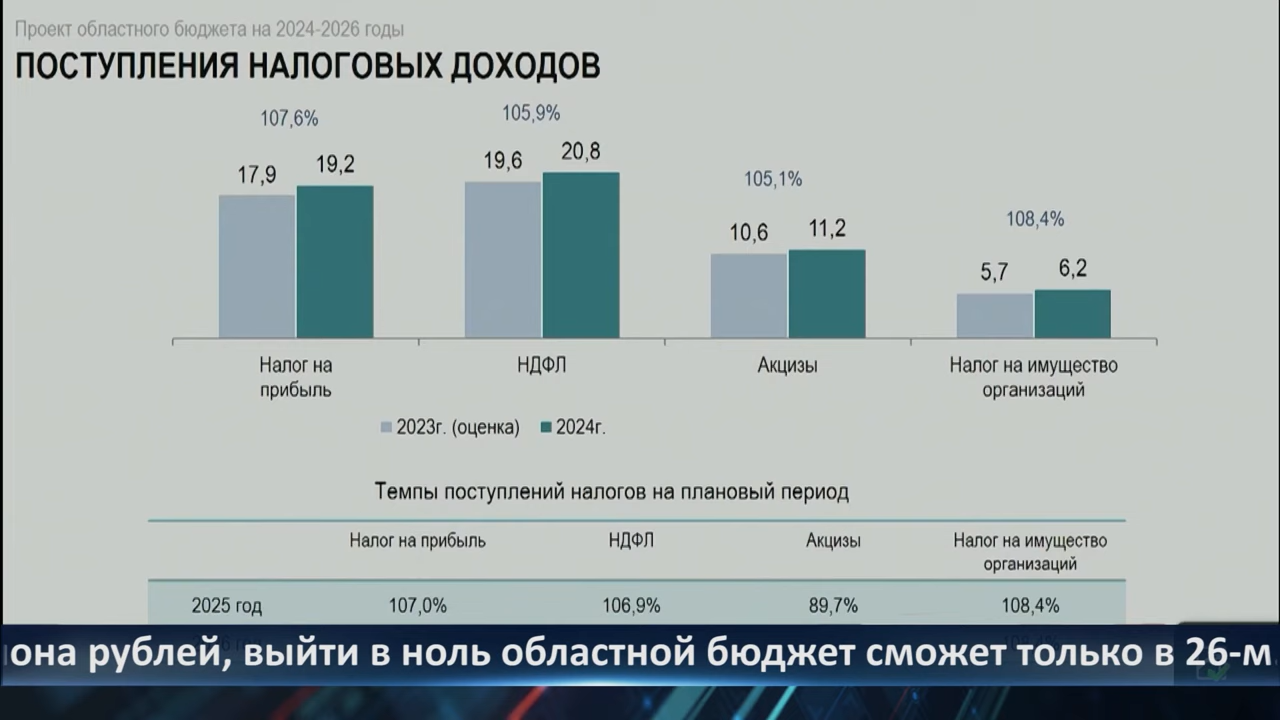 Проект областного бюджета на 2024-2026 годы
ПОСТУПЛЕНИЯ НАЛОГОВЫХ ДОХОДОВ
107,6% 105,9% 105,1% 108,4%
17,9 19,2 19,6 20,8 10,6 11,2 5,7 6,2
Налог на прибыль НДФЛ Акцизы Налог на имущество организаций
2023г. (оценка) 2024г.
Темпы поступлений налогов на плановый период
Налог на прибыль НДФЛ Акцизы Налог на имущество
организаций
2025 год 107,0% 106,9% 89,7% 108,4%
рублей, выйти в ноль областной бюджет сможет только в 26-м